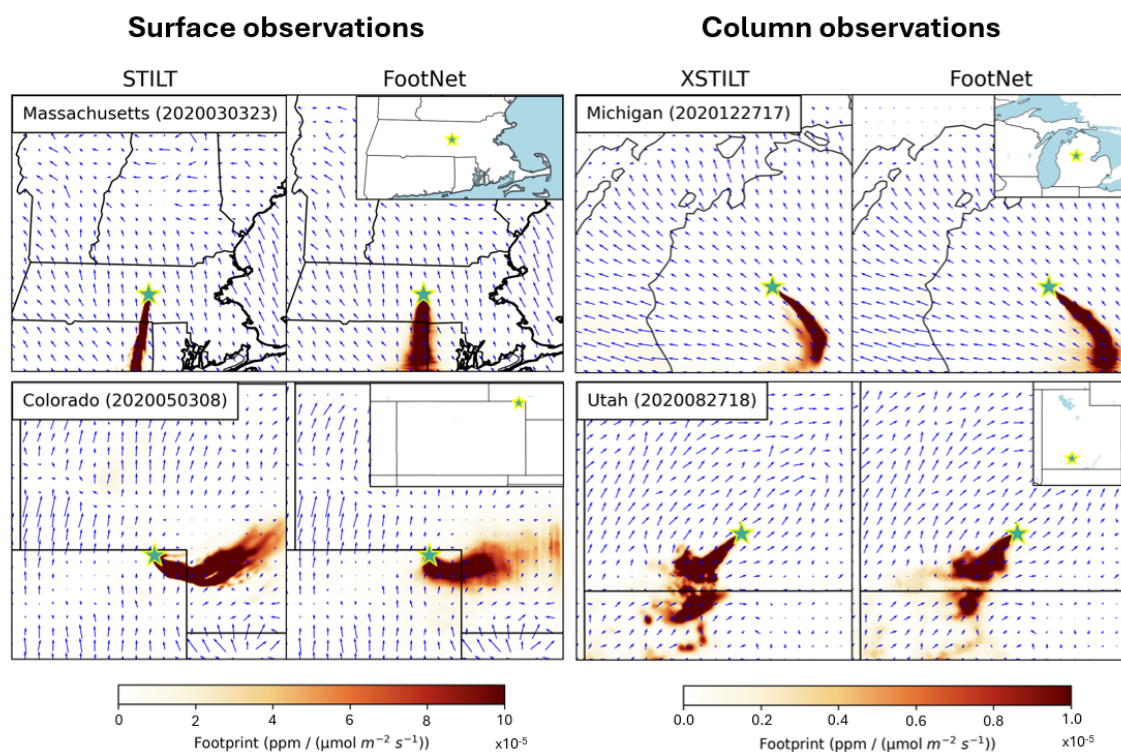 Surface observations
Column observations
STILT
FootNet
XSTILT
FootNet
Massachusetts (2020030323)
Michigan (2020122717)
Colorado (2020050308)
Utah (2020082718)
0 2 4 6 8 10
Footprint (ppm / (μmol m⁻² s⁻¹))
x10⁻⁵
0.0 0.2 0.4 0.6 0.8 1.0
Footprint (ppm / (μmol m⁻² s⁻¹))
x10⁻⁵